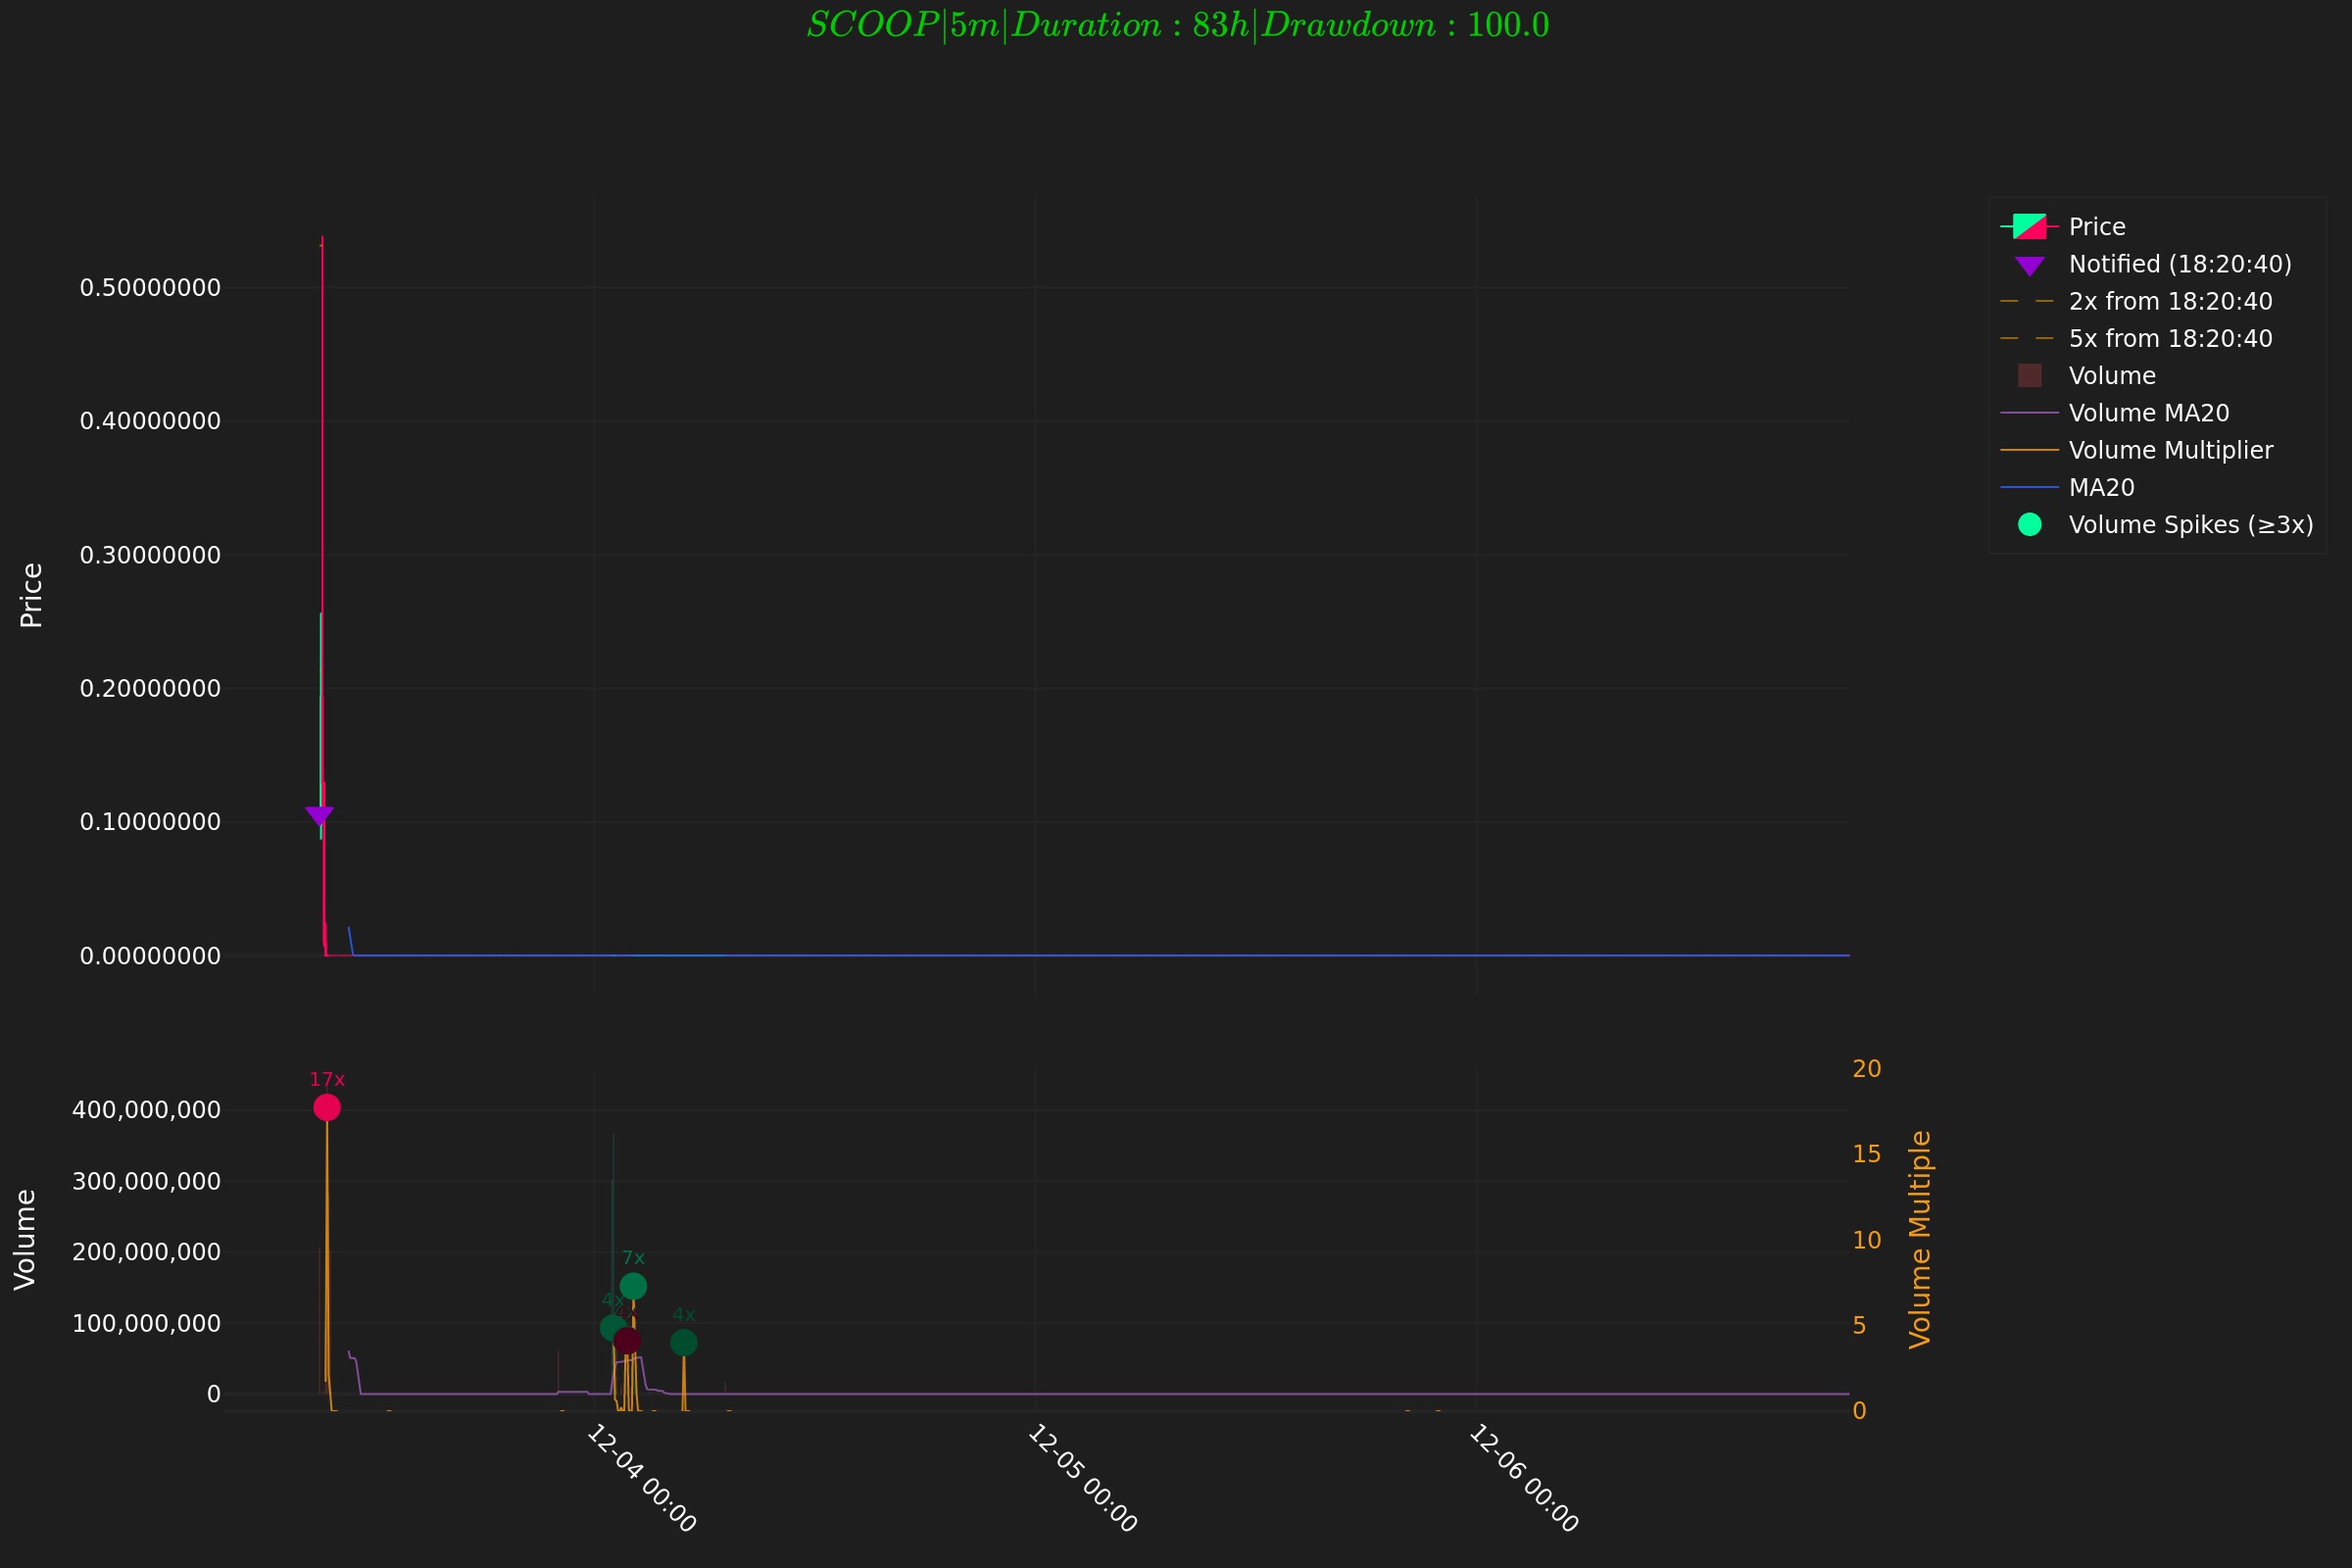 SCOOP|5m|Duration : 83h|Drawdown : 100.0
Price
0.50000000
0.40000000
0.30000000
0.20000000
0.10000000
0.00000000
Price
Notified (18:20:40)
2x from 18:20:40
5x from 18:20:40
Volume
Volume MA20
Volume Multiplier
MA20
Volume Spikes (≥3x)
Volume
400,000,000
300,000,000
200,000,000
100,000,000
0
17x
4x
4x
7x
4x
20
15
10
5
0
Volume Multiple
12-04 00:00
12-05 00:00
12-06 00:00